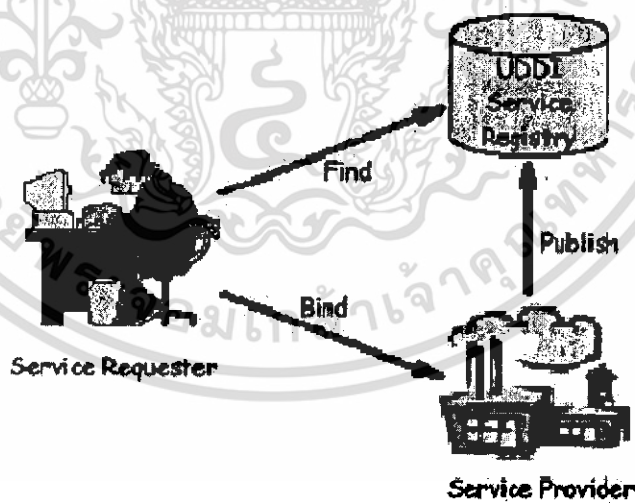 UDDI
Service
Registry
Find
Publish
Bind
Service Requester
Service Provider